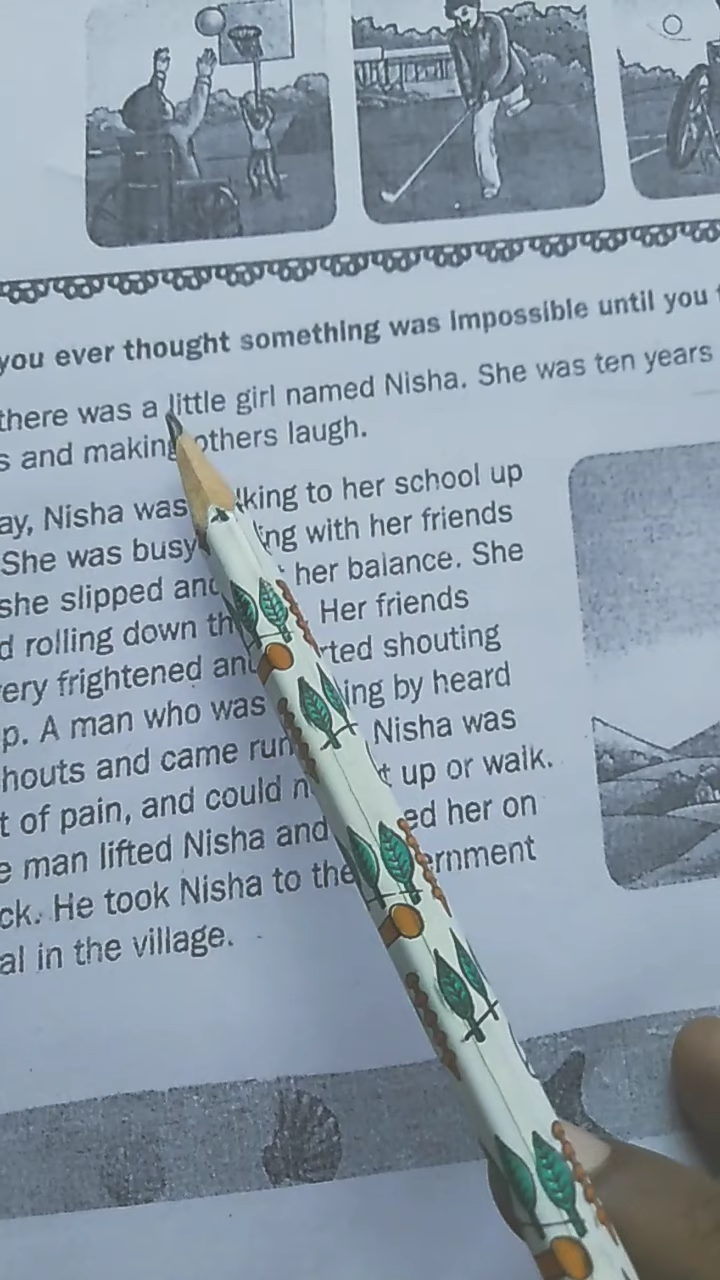 you ever thought something was Impossible until you
there was a little girl named Nisha. She was ten years
s and making others laugh.
ay, Nisha was lking to her school up
She was busy ing with her friends
she slipped and her balance. She
d rolling down th Her friends
ery frightened and rted shouting
p. A man who was ing by heard
houts and came run Nisha was
t of pain, and could n t up or walk.
e man lifted Nisha and ed her on
ck. He took Nisha to the ernment
al in the village.